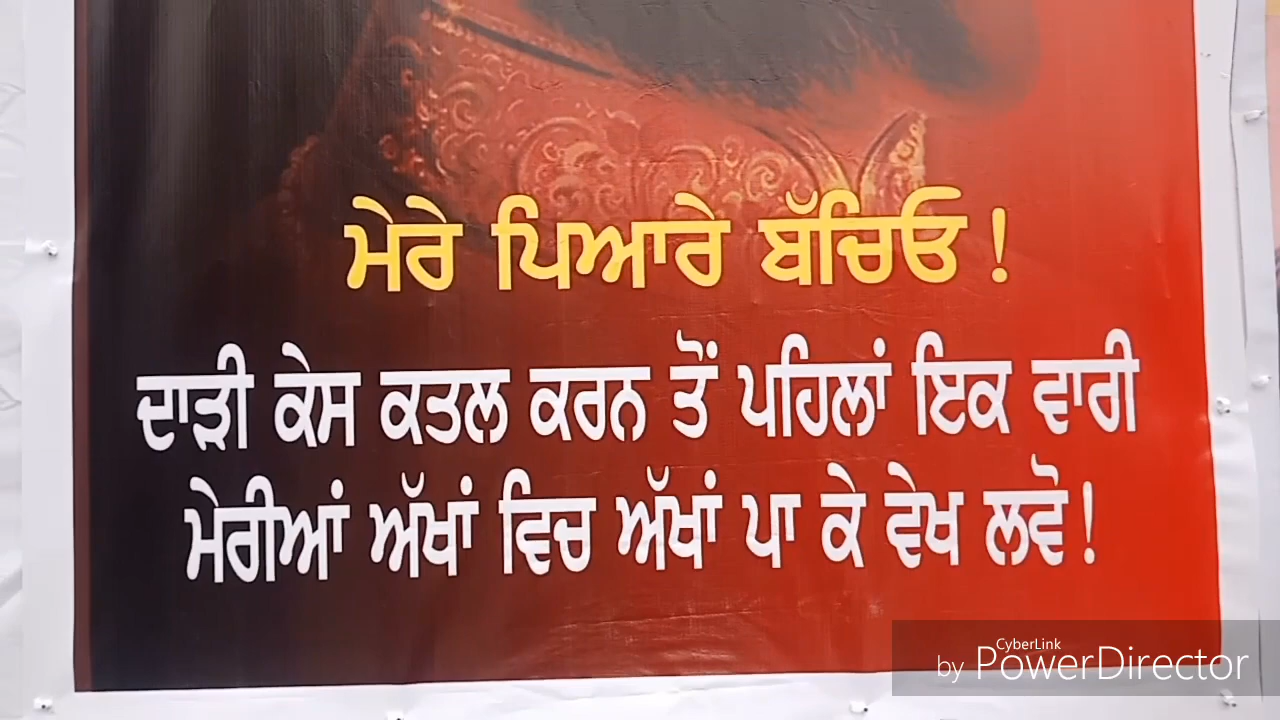 ਮੇਰੇ ਪਿਆਰੇ ਬੱਚਿਓ !
ਦਾੜੀ ਕੇਸ ਕਤਲ ਕਰਨ ਤੋਂ ਪਹਿਲਾਂ ਇਕ ਵਾਰੀ
ਮੇਰੀਆਂ ਅੱਖਾਂ ਵਿਚ ਅੱਖਾਂ ਪਾ ਕੇ ਵੇਖ ਲਵੋ!
CyberLink
by PowerDirector